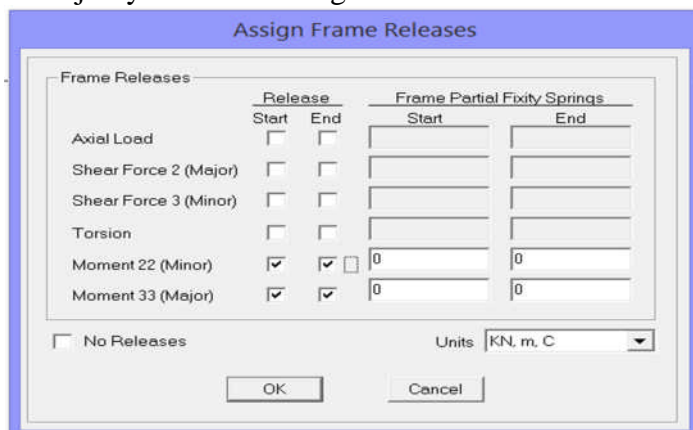 Assign Frame Releases
Frame Releases
Release Frame Partial Fixity Springs
Start End Start End
Axial Load
Shear Force 2 (Major)
Shear Force 3 (Minor)
Torsion
Moment 22 (Minor) 0 0
Moment 33 (Major) 0 0
No Releases Units KN, m, C
OK Cancel